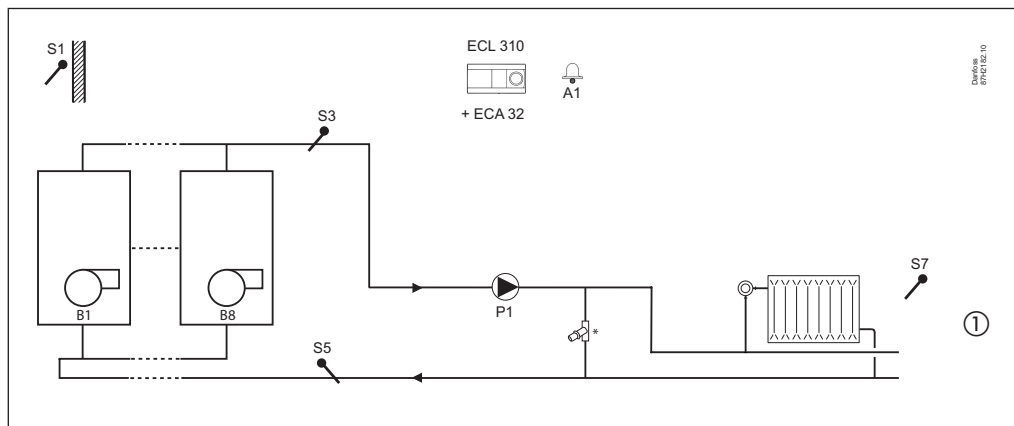 S1
ECL 310
A1
+ ECA 32
Danfoss
87H2182.10
S3
B1
B8
P1
*
S7
S5
1